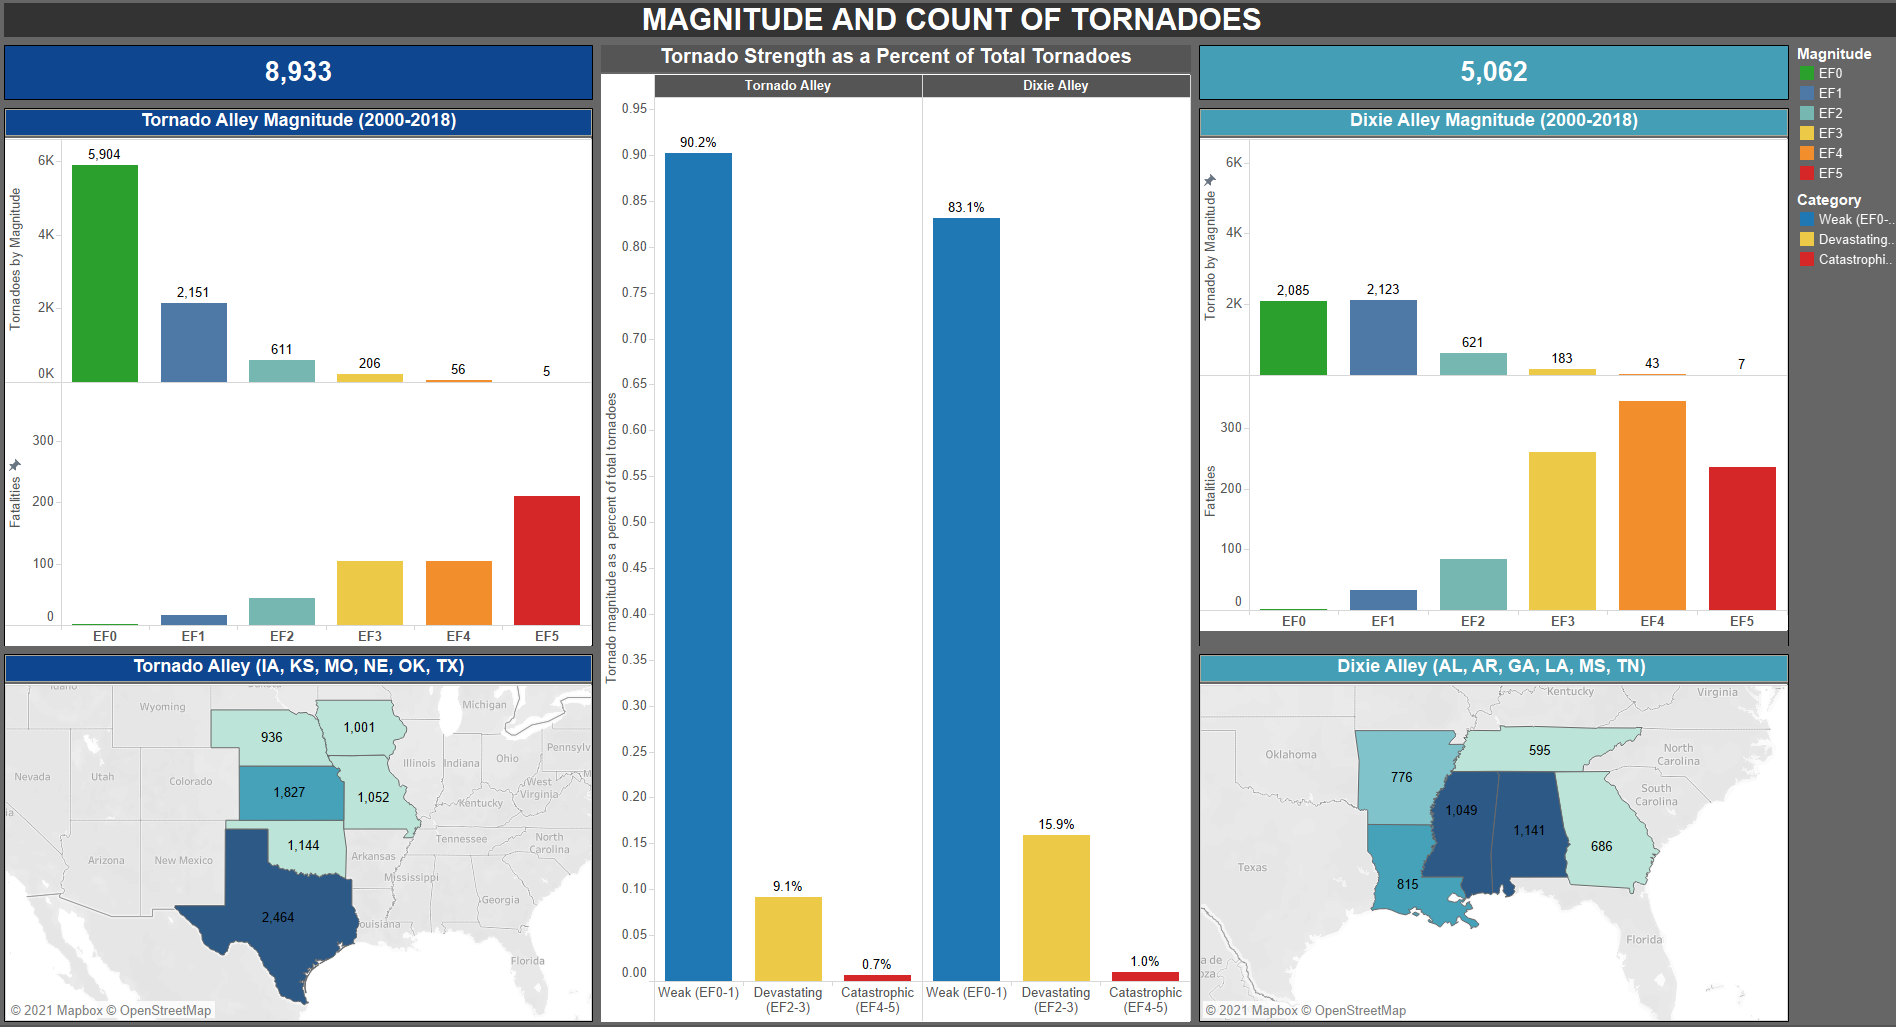 MAGNITUDE AND COUNT OF TORNADOES
8,933
Tornado Alley Magnitude (2000-2018)
Tornadoes by Magnitude
6K
4K
2K
0K
5,904
2,151
611
206
56
5
Fatalities
300
200
100
0
EF0 EF1 EF2 EF3 EF4 EF5
Tornado Alley (IA, KS, MO, NE, OK, TX)
Wyoming
Michigan
Nevada
Utah
Colorado
Illinois
Indiana
Ohio
Pennsylv
West
Virginia
Kentucky
Tennessee
North
Carolina
Arizona
New Mexico
Arkansas
Mississippi
Georgia
Florida
936
1,001
1,827
1,052
1,144
2,464
© 2021 Mapbox © OpenStreetMap
Tornado Strength as a Percent of Total Tornadoes
Tornado Alley
Dixie Alley
Tornado magnitude as a percent of total tornadoes
0.95
0.90
0.85
0.80
0.75
0.70
0.65
0.60
0.55
0.50
0.45
0.40
0.35
0.30
0.25
0.20
0.15
0.10
0.05
0.00
90.2%
9.1%
0.7%
83.1%
15.9%
1.0%
Weak (EF0-1)
Devastating
(EF2-3)
Catastrophic
(EF4-5)
Weak (EF0-1)
Devastating
(EF2-3)
Catastrophic
(EF4-5)
5,062
Dixie Alley Magnitude (2000-2018)
Tornado by Magnitude
6K
4K
2K
2,085
2,123
621
183
43
7
Fatalities
300
200
100
0
EF0 EF1 EF2 EF3 EF4 EF5
Dixie Alley (AL, AR, GA, LA, MS, TN)
Kentucky
Virginia
Oklahoma
North
Carolina
South
Carolina
Texas
Florida
776
595
1,049
1,141
686
815
© 2021 Mapbox © OpenStreetMap
Magnitude
EF0
EF1
EF2
EF3
EF4
EF5
Category
Weak (EF0-..
Devastating..
Catastrophi..